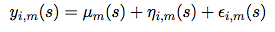 y_{i,m}(s) = μ_m(s) + η_{i,m}(s) + ϵ_{i,m}(s)